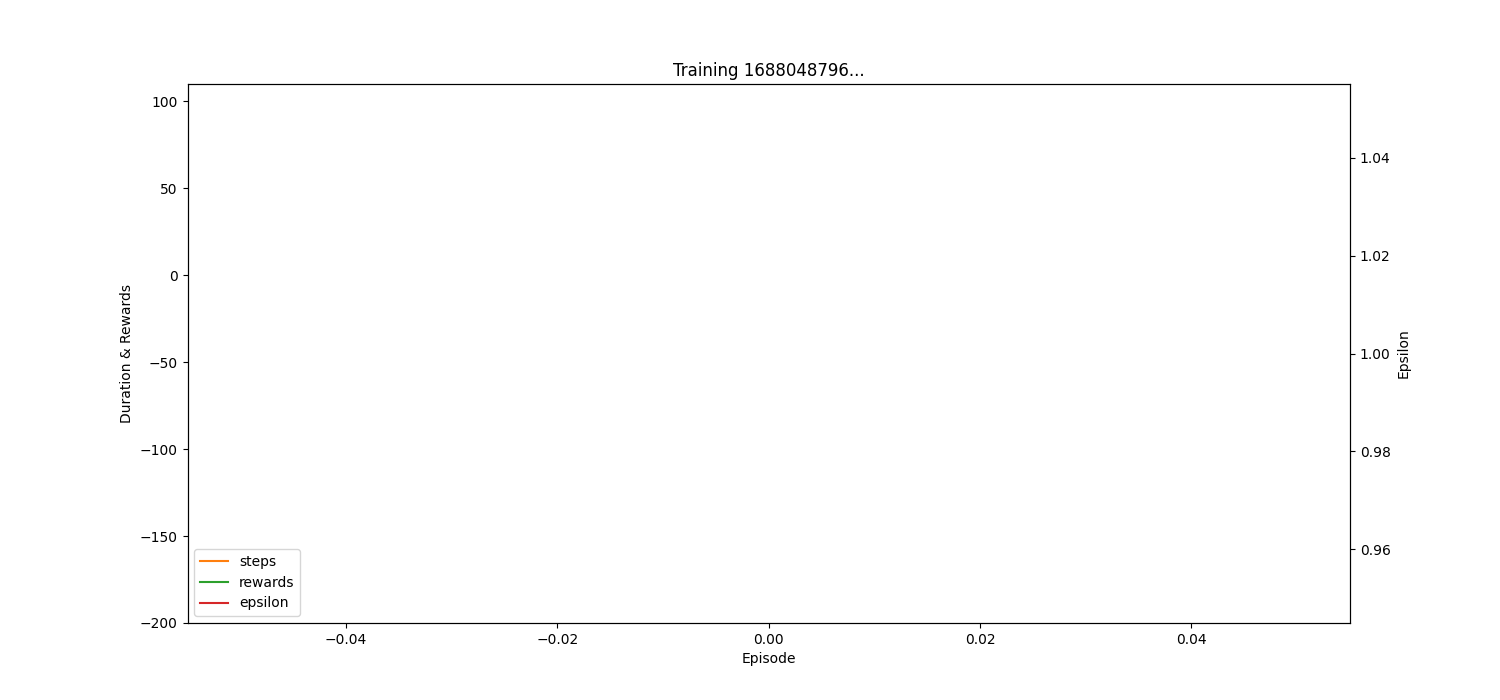 Training 1688048796...
100
50
0
−50
−100
−150
−200
Duration & Rewards
1.04
1.02
1.00
0.98
0.96
Epsilon
steps
rewards
epsilon
−0.04
−0.02
0.00
0.02
0.04
Episode